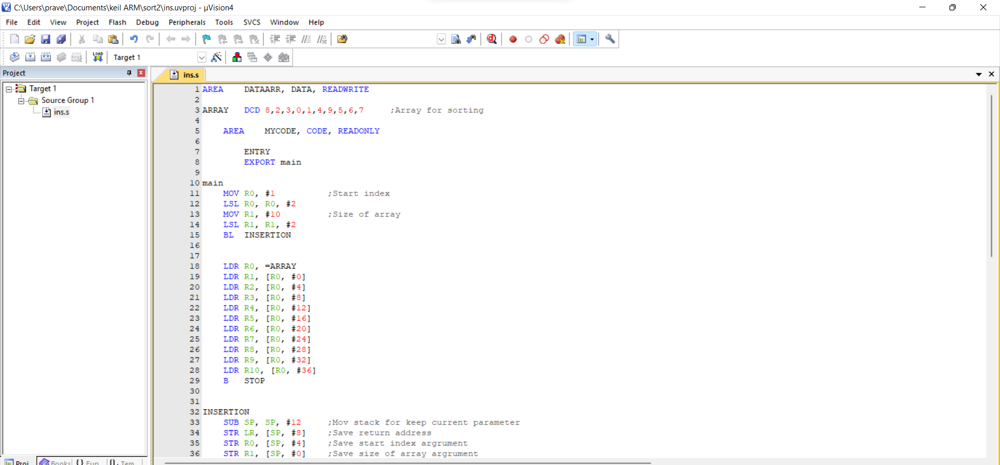 C:\Users\prave\Documents\keil ARM\sort2\ins.uvproj - µVision4
File Edit View Project Flash Debug Peripherals Tools SVCS Window Help
LOAD Target 1
Project
ins.s
Target 1
Source Group 1
ins.s
1 AREA DATAARR, DATA, READWRITE
2
3 ARRAY DCD 8,2,3,0,1,4,9,5,6,7 ;Array for sorting
4
5 AREA MYCODE, CODE, READONLY
6
7 ENTRY
8 EXPORT main
9
10 main
11 MOV R0, #1 ;Start index
12 LSL R0, R0, #2
13 MOV R1, #10 ;Size of array
14 LSL R1, R1, #2
15 BL INSERTION
16
17
18 LDR R0, =ARRAY
19 LDR R1, [R0, #0]
20 LDR R2, [R0, #4]
21 LDR R3, [R0, #8]
22 LDR R4, [R0, #12]
23 LDR R5, [R0, #16]
24 LDR R6, [R0, #20]
25 LDR R7, [R0, #24]
26 LDR R8, [R0, #28]
27 LDR R9, [R0, #32]
28 LDR R10, [R0, #36]
29 B STOP
30
31
32 INSERTION
33 SUB SP, SP, #12 ;Mov stack for keep current parameter
34 STR LR, [SP, #8] ;Save return address
35 STR R0, [SP, #4] ;Save start index argrument
36 STR R1, [SP, #0] ;Save size of array argrument
Proj Books {} Fun 0, Tem